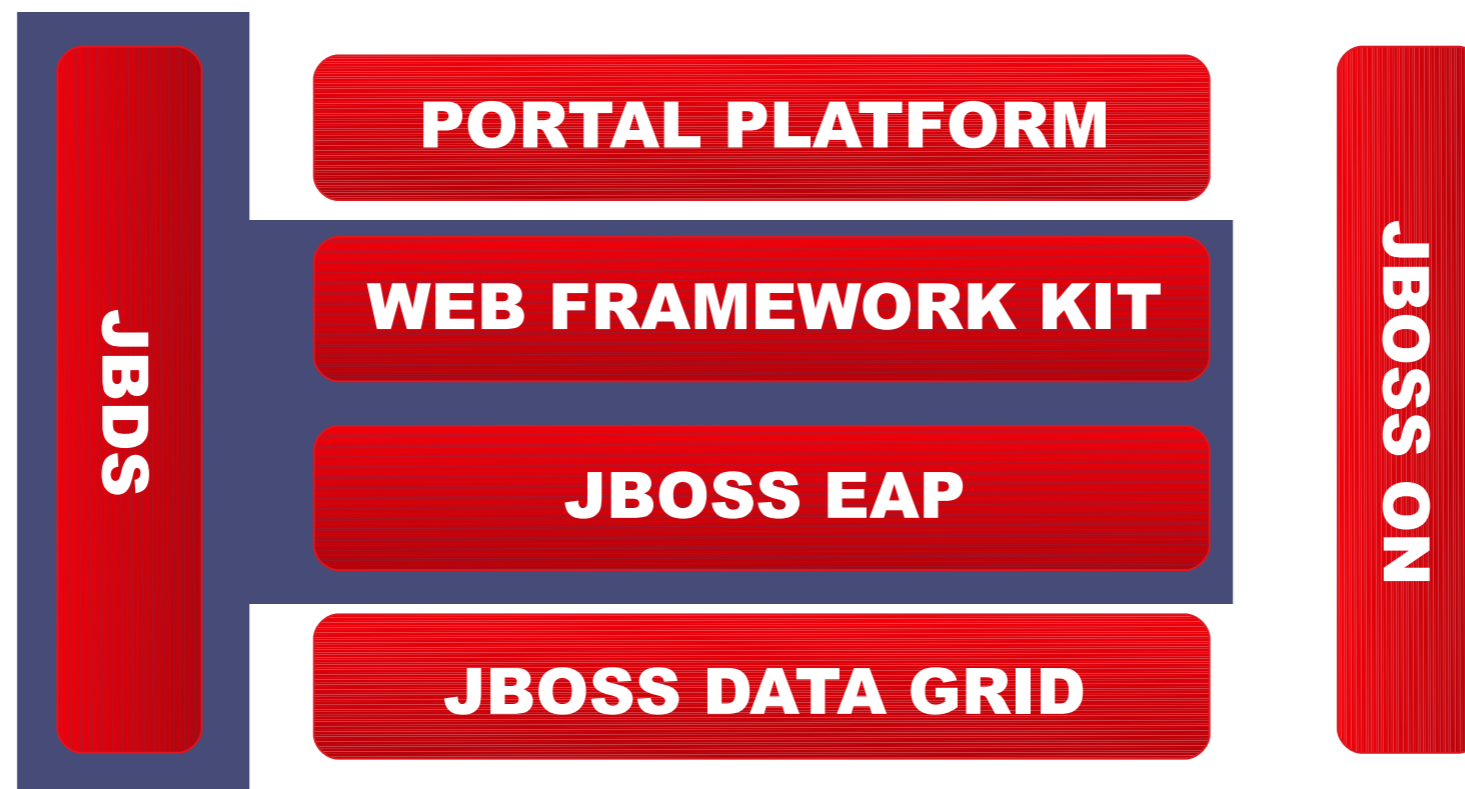 JBDS
PORTAL PLATFORM
WEB FRAMEWORK KIT
JBOSS EAP
JBOSS DATA GRID
JBOSS ON